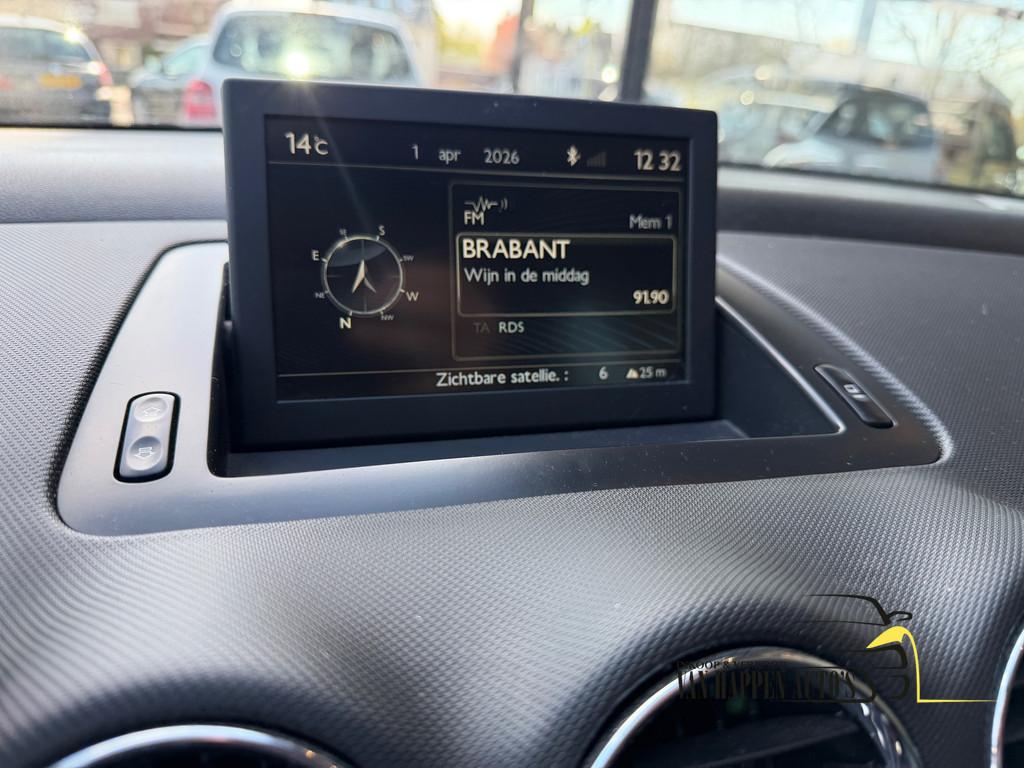 14°C 1 apr 2026 12 32
FM
Mem 1
BRABANT
Wijn in de middag
91.90
TA RDS
S
SW
E
W
NE
NW
N
Zichtbare satellie. : 6 25 m
VAN HAPPEN AUTO'S